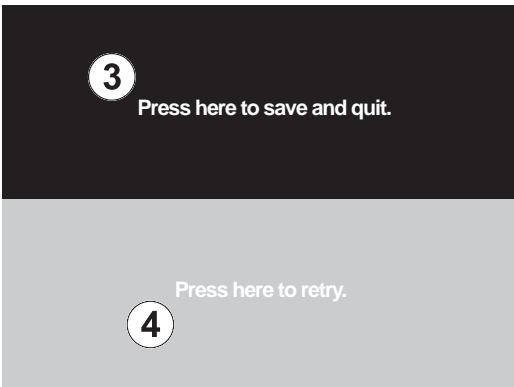 3
Press here to save and quit.
Press here to retry.
4